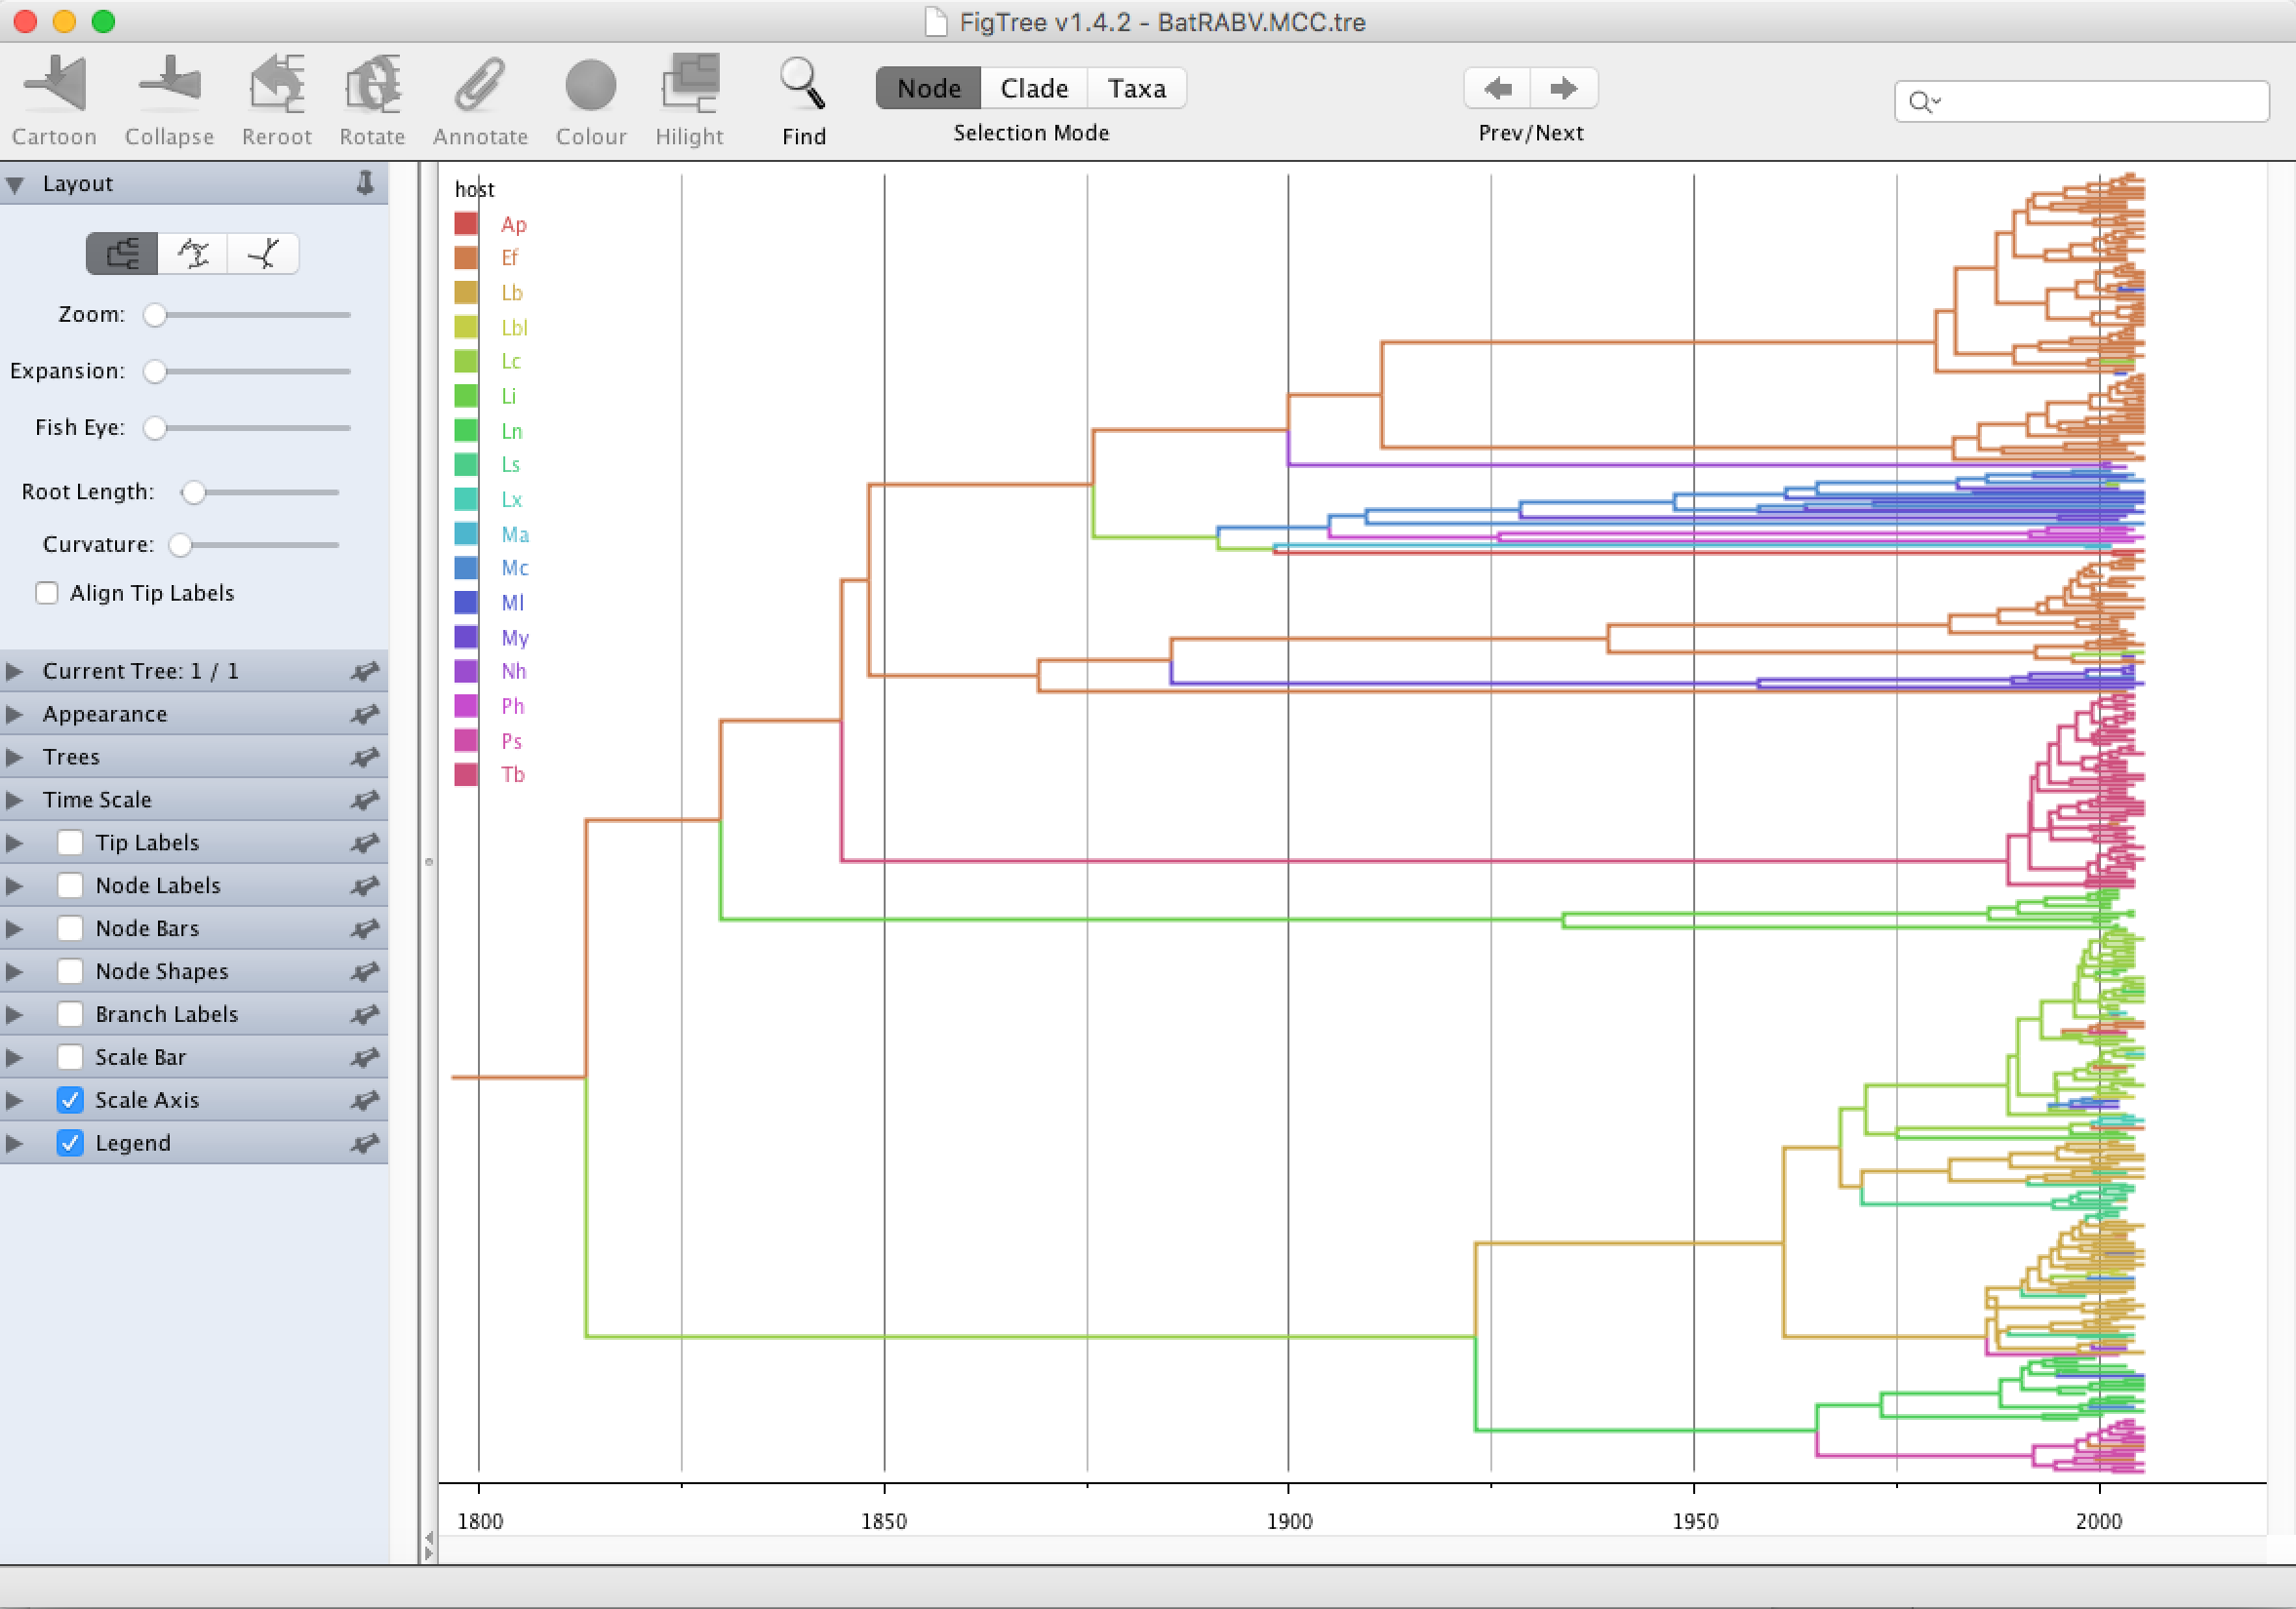 FigTree v1.4.2 - BatRABV.MCC.tre
Cartoon Collapse Reroot Rotate Annotate Colour Hilight Find
Node Clade Taxa
Selection Mode
Prev/Next
Layout
Zoom:
Expansion:
Fish Eye:
Root Length:
Curvature:
Align Tip Labels
Current Tree: 1 / 1
Appearance
Trees
Time Scale
Tip Labels
Node Labels
Node Bars
Node Shapes
Branch Labels
Scale Bar
Scale Axis
Legend
host
Ap
Ef
Lb
Lbl
Lc
Li
Ln
Ls
Lx
Ma
Mc
Ml
My
Nh
Ph
Ps
Tb
1800 1850 1900 1950 2000